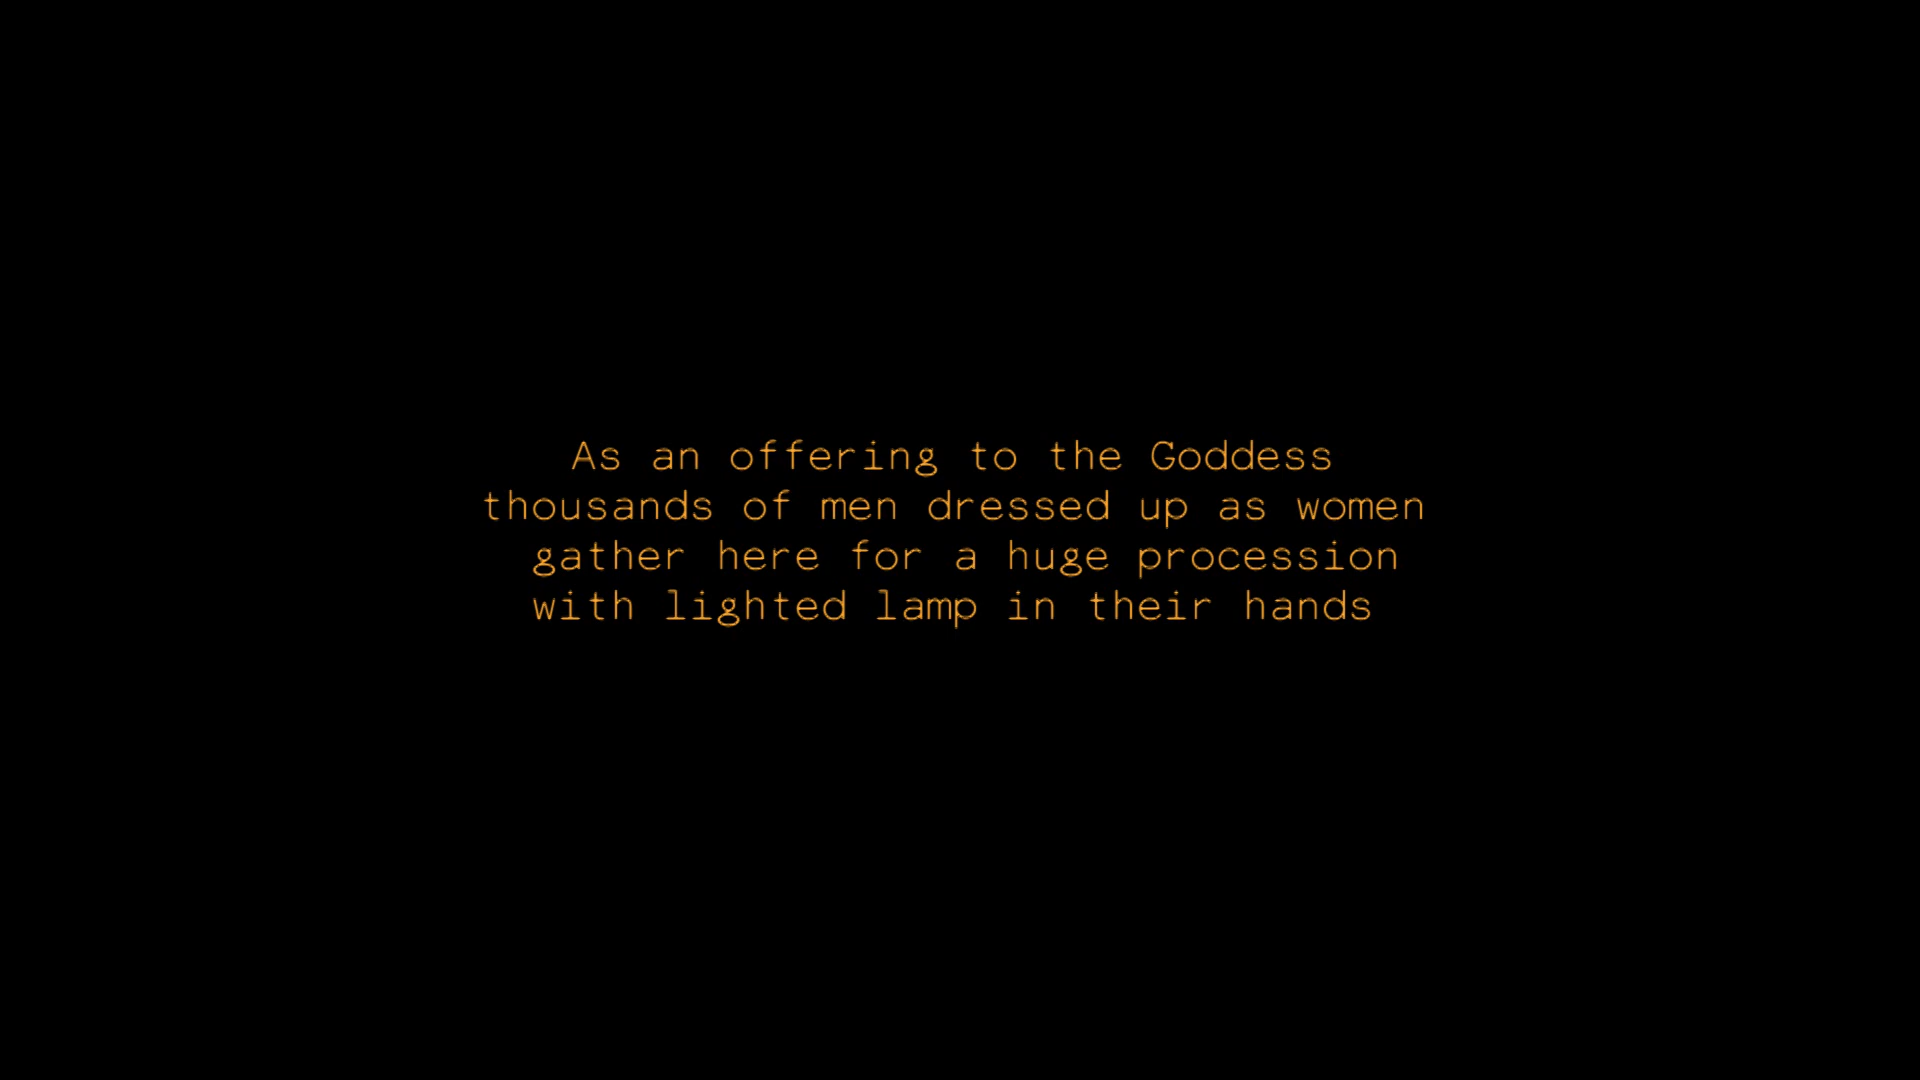 As an offering to the Goddess
thousands of men dressed up as women
gather here for a huge procession
with lighted lamp in their hands